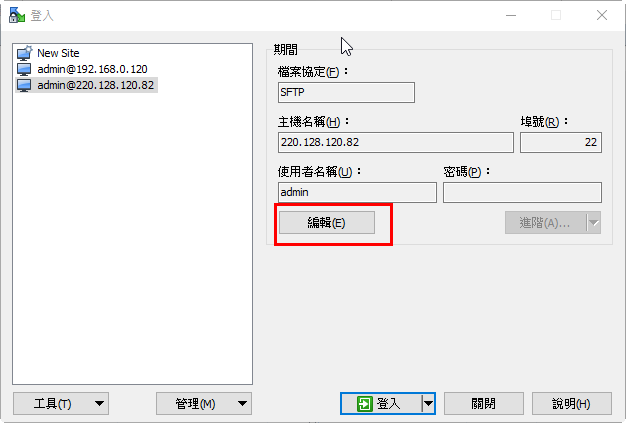 登入
New Site
admin@192.168.0.120
admin@220.128.120.82
期間
檔案協定(F)：
SFTP
主機名稱(H)： 埠號(R)：
220.128.120.82 22
使用者名稱(U)： 密碼(P)：
admin
編輯(E) 進階(A)...
工具(T) 管理(M) 登入 關閉 說明(H)